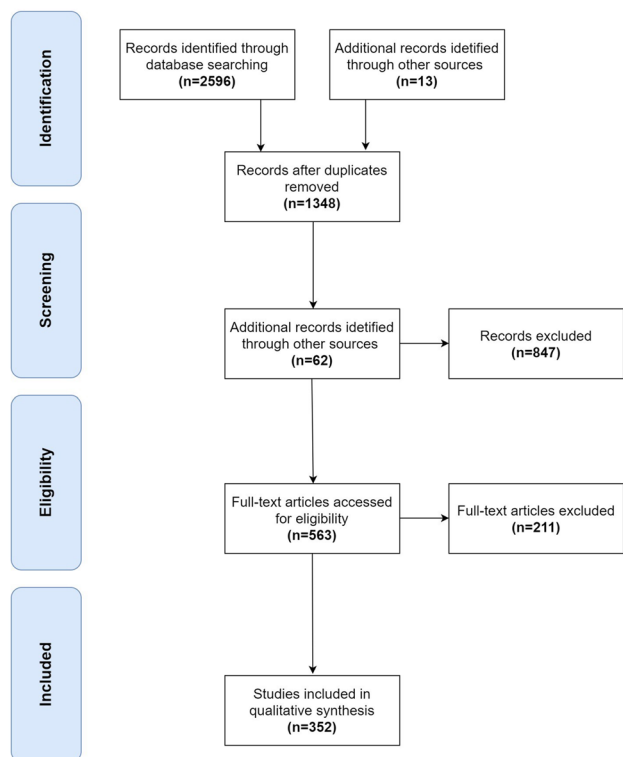 Identification
Records identified through
database searching
(n=2596)
Additional records idetified
through other sources
(n=13)
Records after duplicates
removed
(n=1348)
Screening
Additional records idetified
through other sources
(n=62)
Records excluded
(n=847)
Eligibility
Full-text articles accessed
for eligibility
(n=563)
Full-text articles excluded
(n=211)
Included
Studies included in
qualitative synthesis
(n=352)